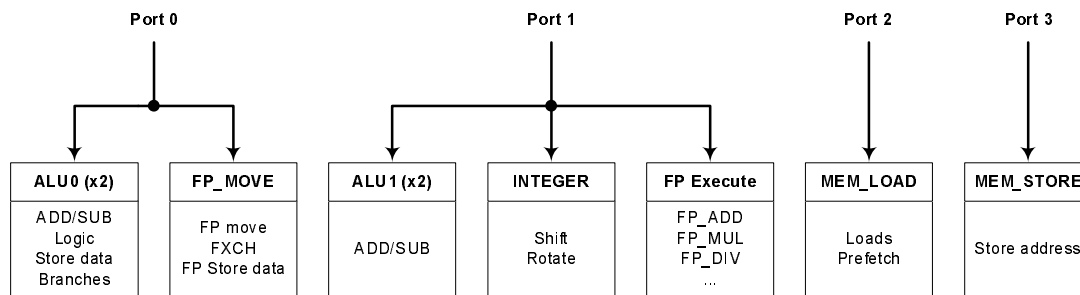 Port 0
Port 1
Port 2
Port 3
ALU0 (x2)
FP_MOVE
ALU1 (x2)
INTEGER
FP Execute
MEM_LOAD
MEM_STORE
ADD/SUB
Logic
Store data
Branches
FP move
FXCH
FP Store data
ADD/SUB
Shift
Rotate
FP_ADD
FP_MUL
FP_DIV
...
Loads
Prefetch
Store address